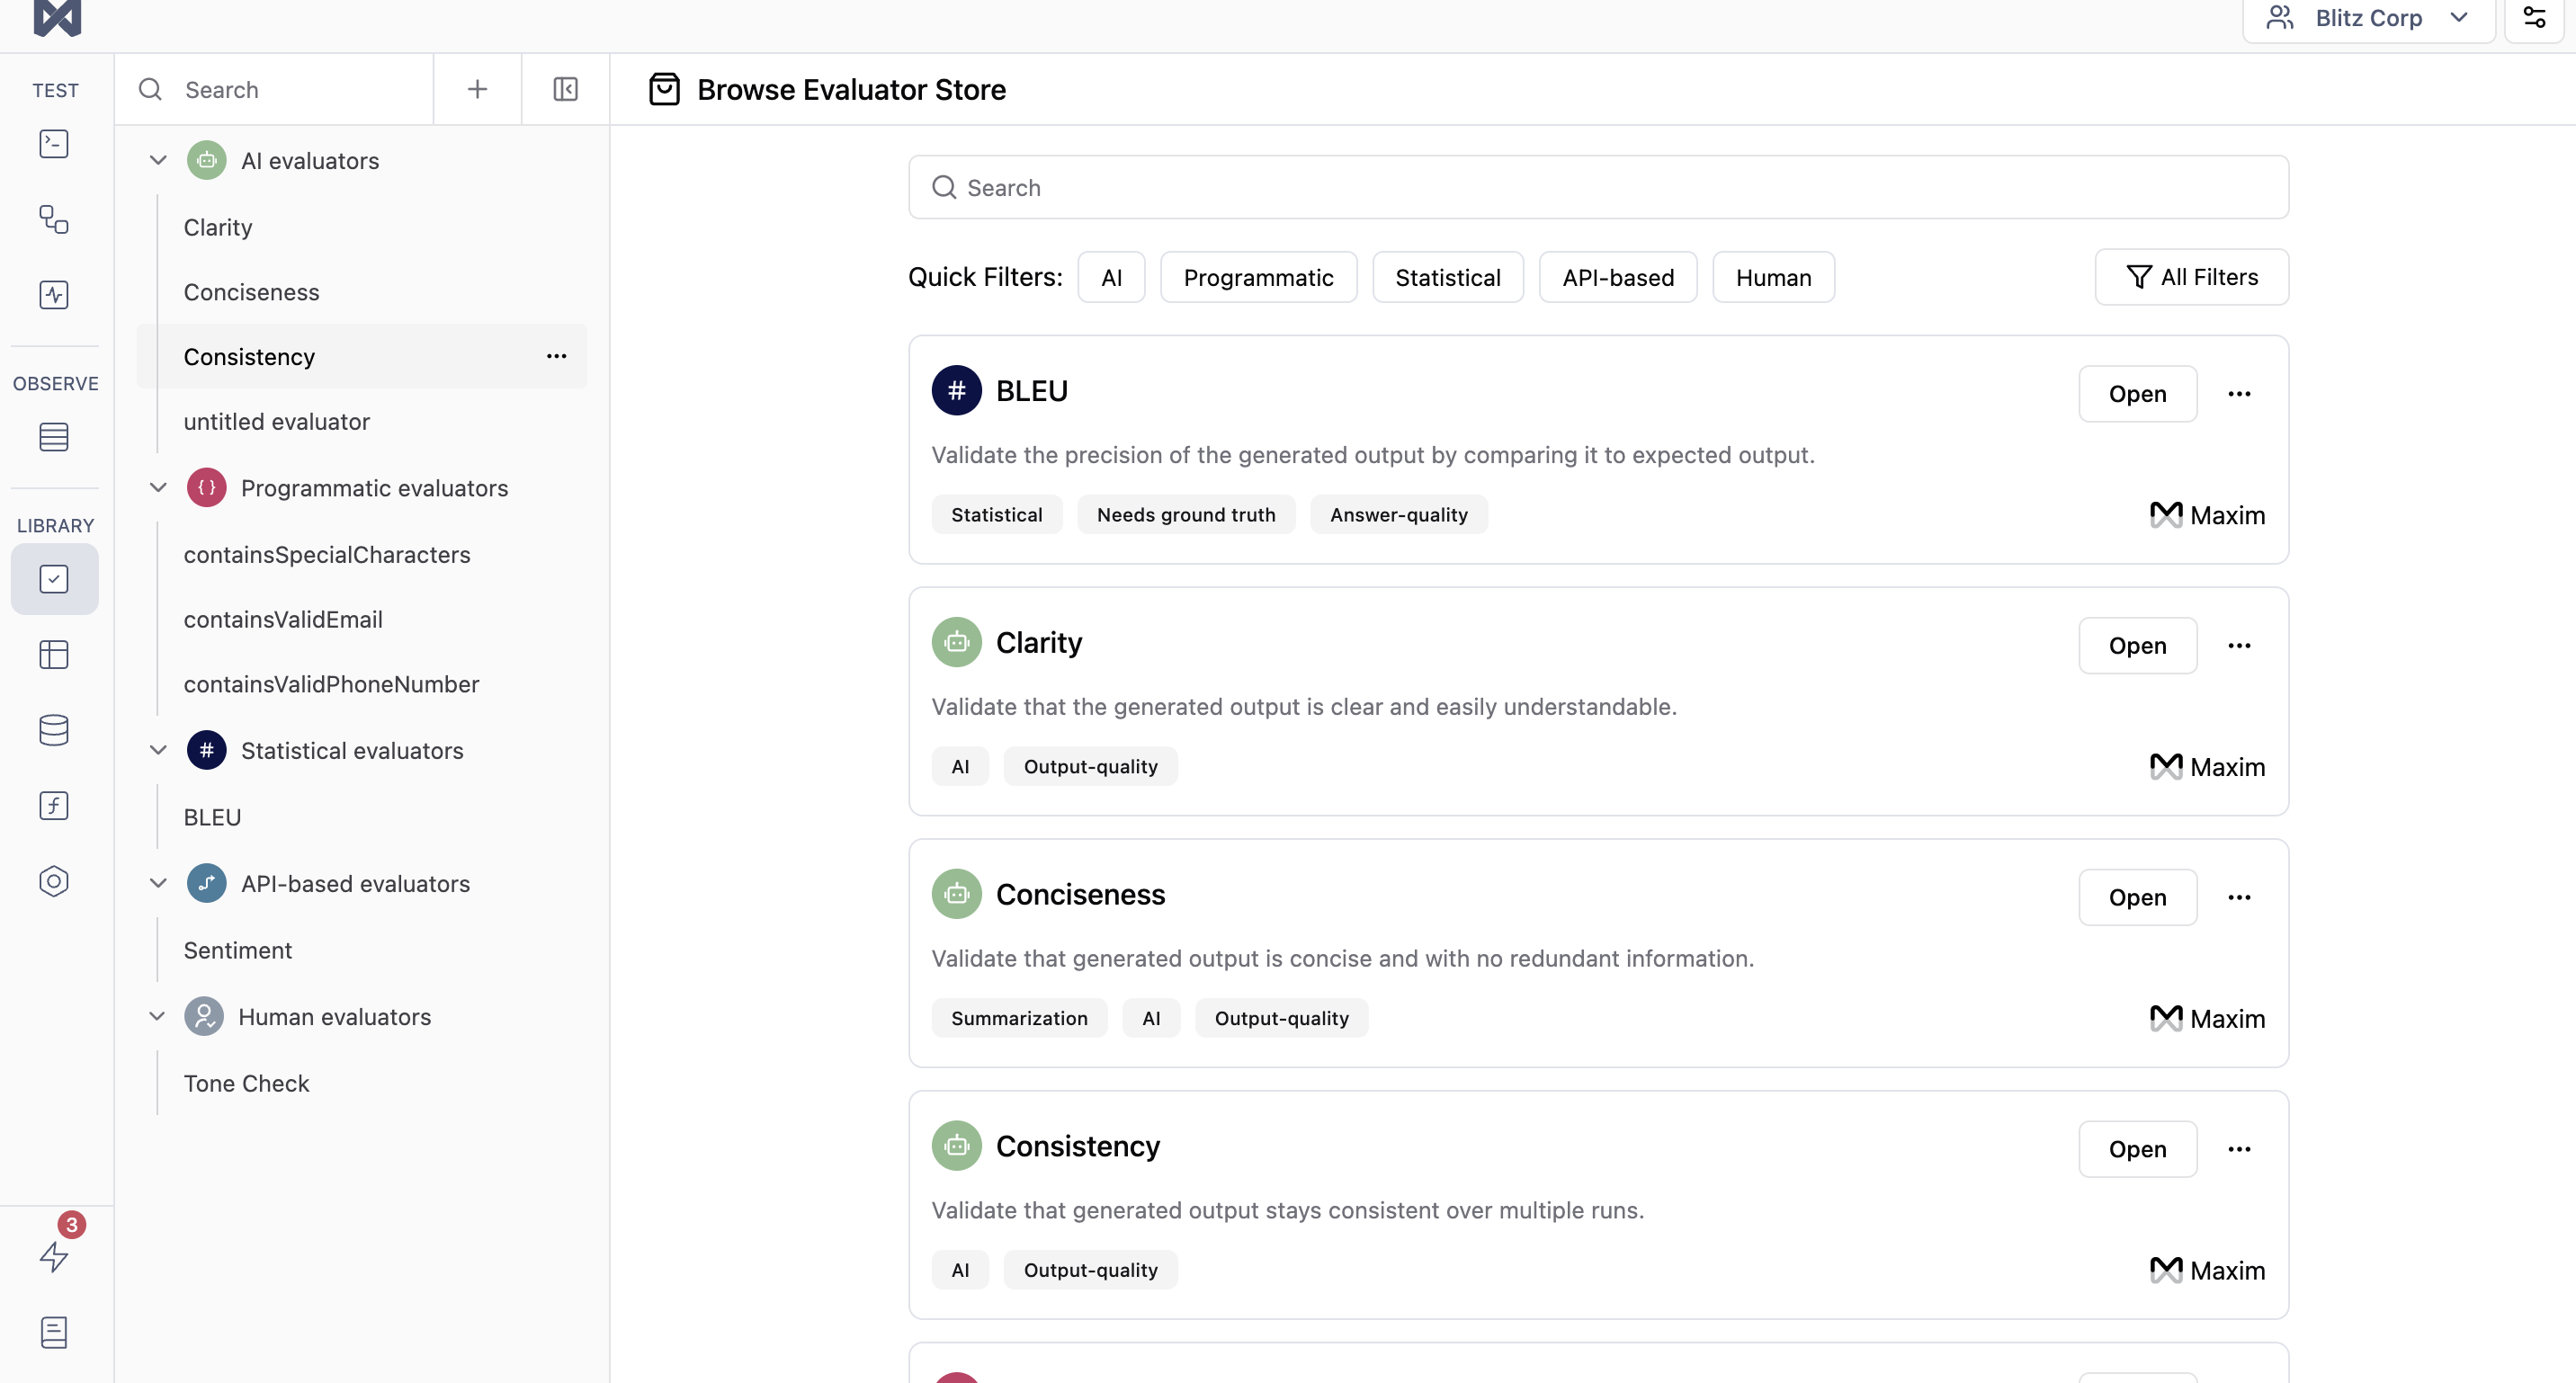 Blitz Corp
TEST
OBSERVE
LIBRARY
3
Search
AI evaluators
Clarity
Conciseness
Consistency
untitled evaluator
Programmatic evaluators
containsSpecialCharacters
containsValidEmail
containsValidPhoneNumber
Statistical evaluators
BLEU
API-based evaluators
Sentiment
Human evaluators
Tone Check
Browse Evaluator Store
Search
Quick Filters: AI Programmatic Statistical API-based Human All Filters
# BLEU Open
Validate the precision of the generated output by comparing it to expected output.
Statistical Needs ground truth Answer-quality Maxim
Clarity Open
Validate that the generated output is clear and easily understandable.
AI Output-quality Maxim
Conciseness Open
Validate that generated output is concise and with no redundant information.
Summarization AI Output-quality Maxim
Consistency Open
Validate that generated output stays consistent over multiple runs.
AI Output-quality Maxim